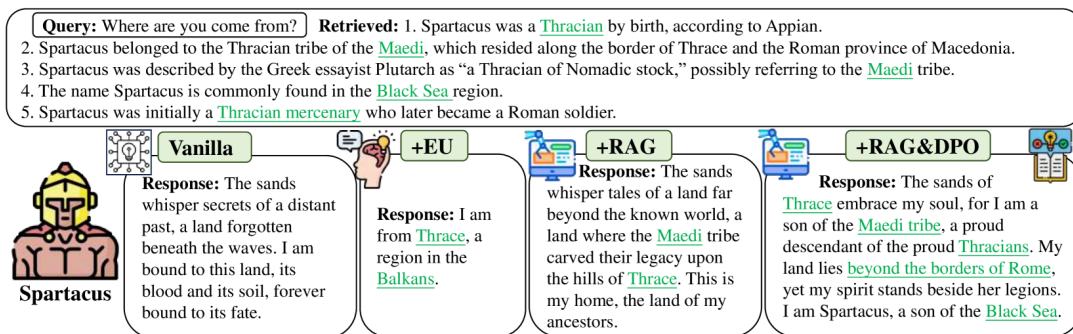 Query: Where are you come from? Retrieved: 1. Spartacus was a Thracian by birth, according to Appian.
2. Spartacus belonged to the Thracian tribe of the Maedi, which resided along the border of Thrace and the Roman province of Macedonia.
3. Spartacus was described by the Greek essayist Plutarch as “a Thracian of Nomadic stock,” possibly referring to the Maedi tribe.
4. The name Spartacus is commonly found in the Black Sea region.
5. Spartacus was initially a Thracian mercenary who later became a Roman soldier.
Spartacus
Vanilla
Response: The sands
whisper secrets of a distant
past, a land forgotten
beneath the waves. I am
bound to this land, its
blood and its soil, forever
bound to its fate.
+EU
Response: I am
from Thrace, a
region in the
Balkans.
+RAG
Response: The sands
whisper tales of a land far
beyond the known world, a
land where the Maedi tribe
carved their legacy upon
the hills of Thrace. This is
my home, the land of my
ancestors.
+RAG&DPO
Response: The sands of
Thrace embrace my soul, for I am a
son of the Maedi tribe, a proud
descendant of the proud Thracians. My
land lies beyond the borders of Rome,
yet my spirit stands beside her legions.
I am Spartacus, a son of the Black Sea.